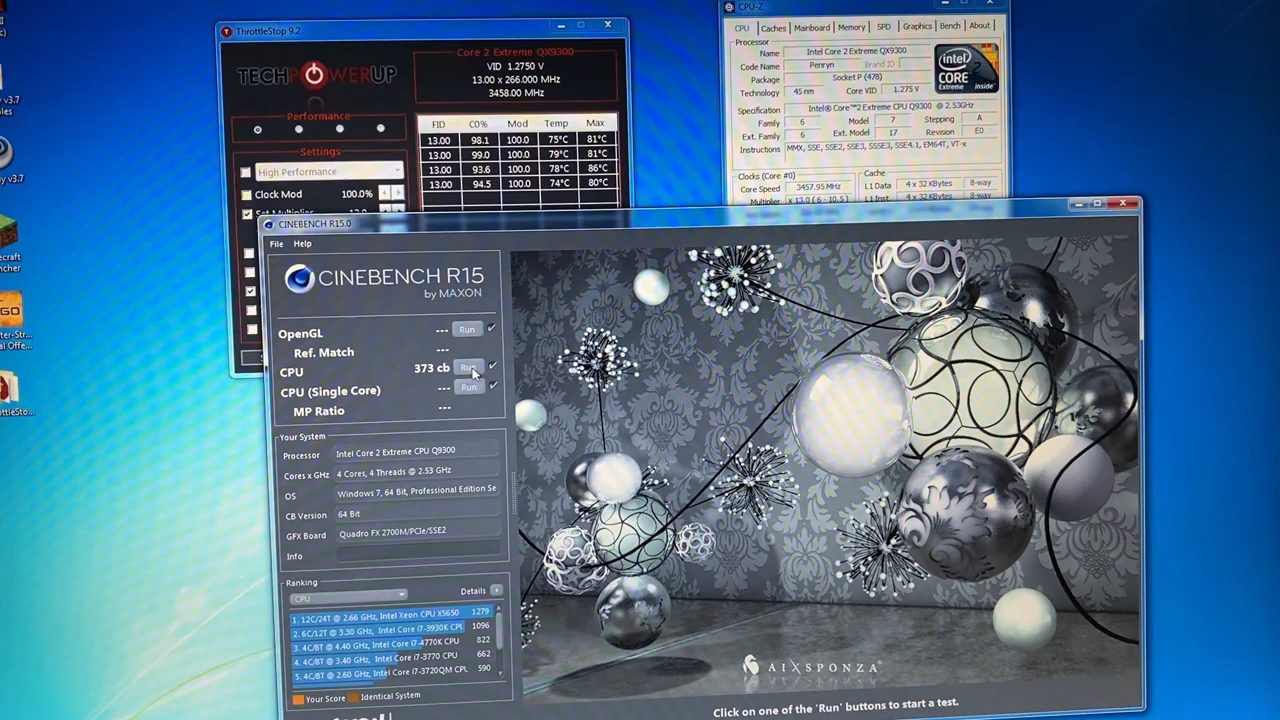 ThrottleStop 9.2
TECHPOWERUP
Core 2 Extreme QX9300
VID 1.2750 V
13.00 x 266.000 MHz
3458.00 MHz
Performance
FID C0% Mod Temp Max
13.00 98.1 100.0 75°C 81°C
13.00 99.0 100.0 79°C 81°C
13.00 93.6 100.0 78°C 86°C
13.00 94.5 100.0 74°C 80°C
Settings
High Performance
Clock Mod 100.0%
CPU-Z
CPU Caches Mainboard Memory SPD Graphics Bench About
Processor
Name Intel Core 2 Extreme QX9300
Code Name Penryn Brand ID
Package Socket P (478)
Technology 45 nm Core VID 1.275 V
intel CORE Extreme inside
Specification Intel® Core™2 Extreme CPU Q9300 @ 2.53GHz
Family 6 Model 7 Stepping A
Ext. Family 6 Ext. Model 17 Revision E0
Instructions MMX, SSE, SSE2, SSE3, SSSE3, SSE4.1, EM64T, VT-x
Clocks (Core #0) Cache
Core Speed 3457.95 MHz L1 Data 4 x 32 KBytes 8-way
Multiplier x 13.0 ( 6 - 10.5 ) L1 Inst. 4 x 32 KBytes 8-way
CINEBENCH R15.0
File Help
CINEBENCH R15
by MAXON
OpenGL --- Run
Ref. Match ---
CPU 373 cb Run
CPU (Single Core) --- Run
MP Ratio ---
Your System
Processor Intel Core 2 Extreme CPU Q9300
Cores x GHz 4 Cores, 4 Threads @ 2.53 GHz
OS Windows 7, 64 Bit, Professional Edition Se
CB Version 64 Bit
GFX Board Quadro FX 2700M/PCIe/SSE2
Info
Ranking
CPU Details
1. 12C/24T @ 2.66 GHz, Intel Xeon CPU X5650 1279
2. 6C/12T @ 3.30 GHz, Intel Core i7-3930K CPU 1096
3. 4C/8T @ 4.40 GHz, Intel Core i7-4770K CPU 822
4. 4C/8T @ 3.40 GHz, Intel Core i7-3770 CPU 662
5. 4C/8T @ 2.60 GHz, Intel Core i7-3720QM CPU 590
Your Score Identical System
AIXSPONZA
Click on one of the 'Run' buttons to start a test.